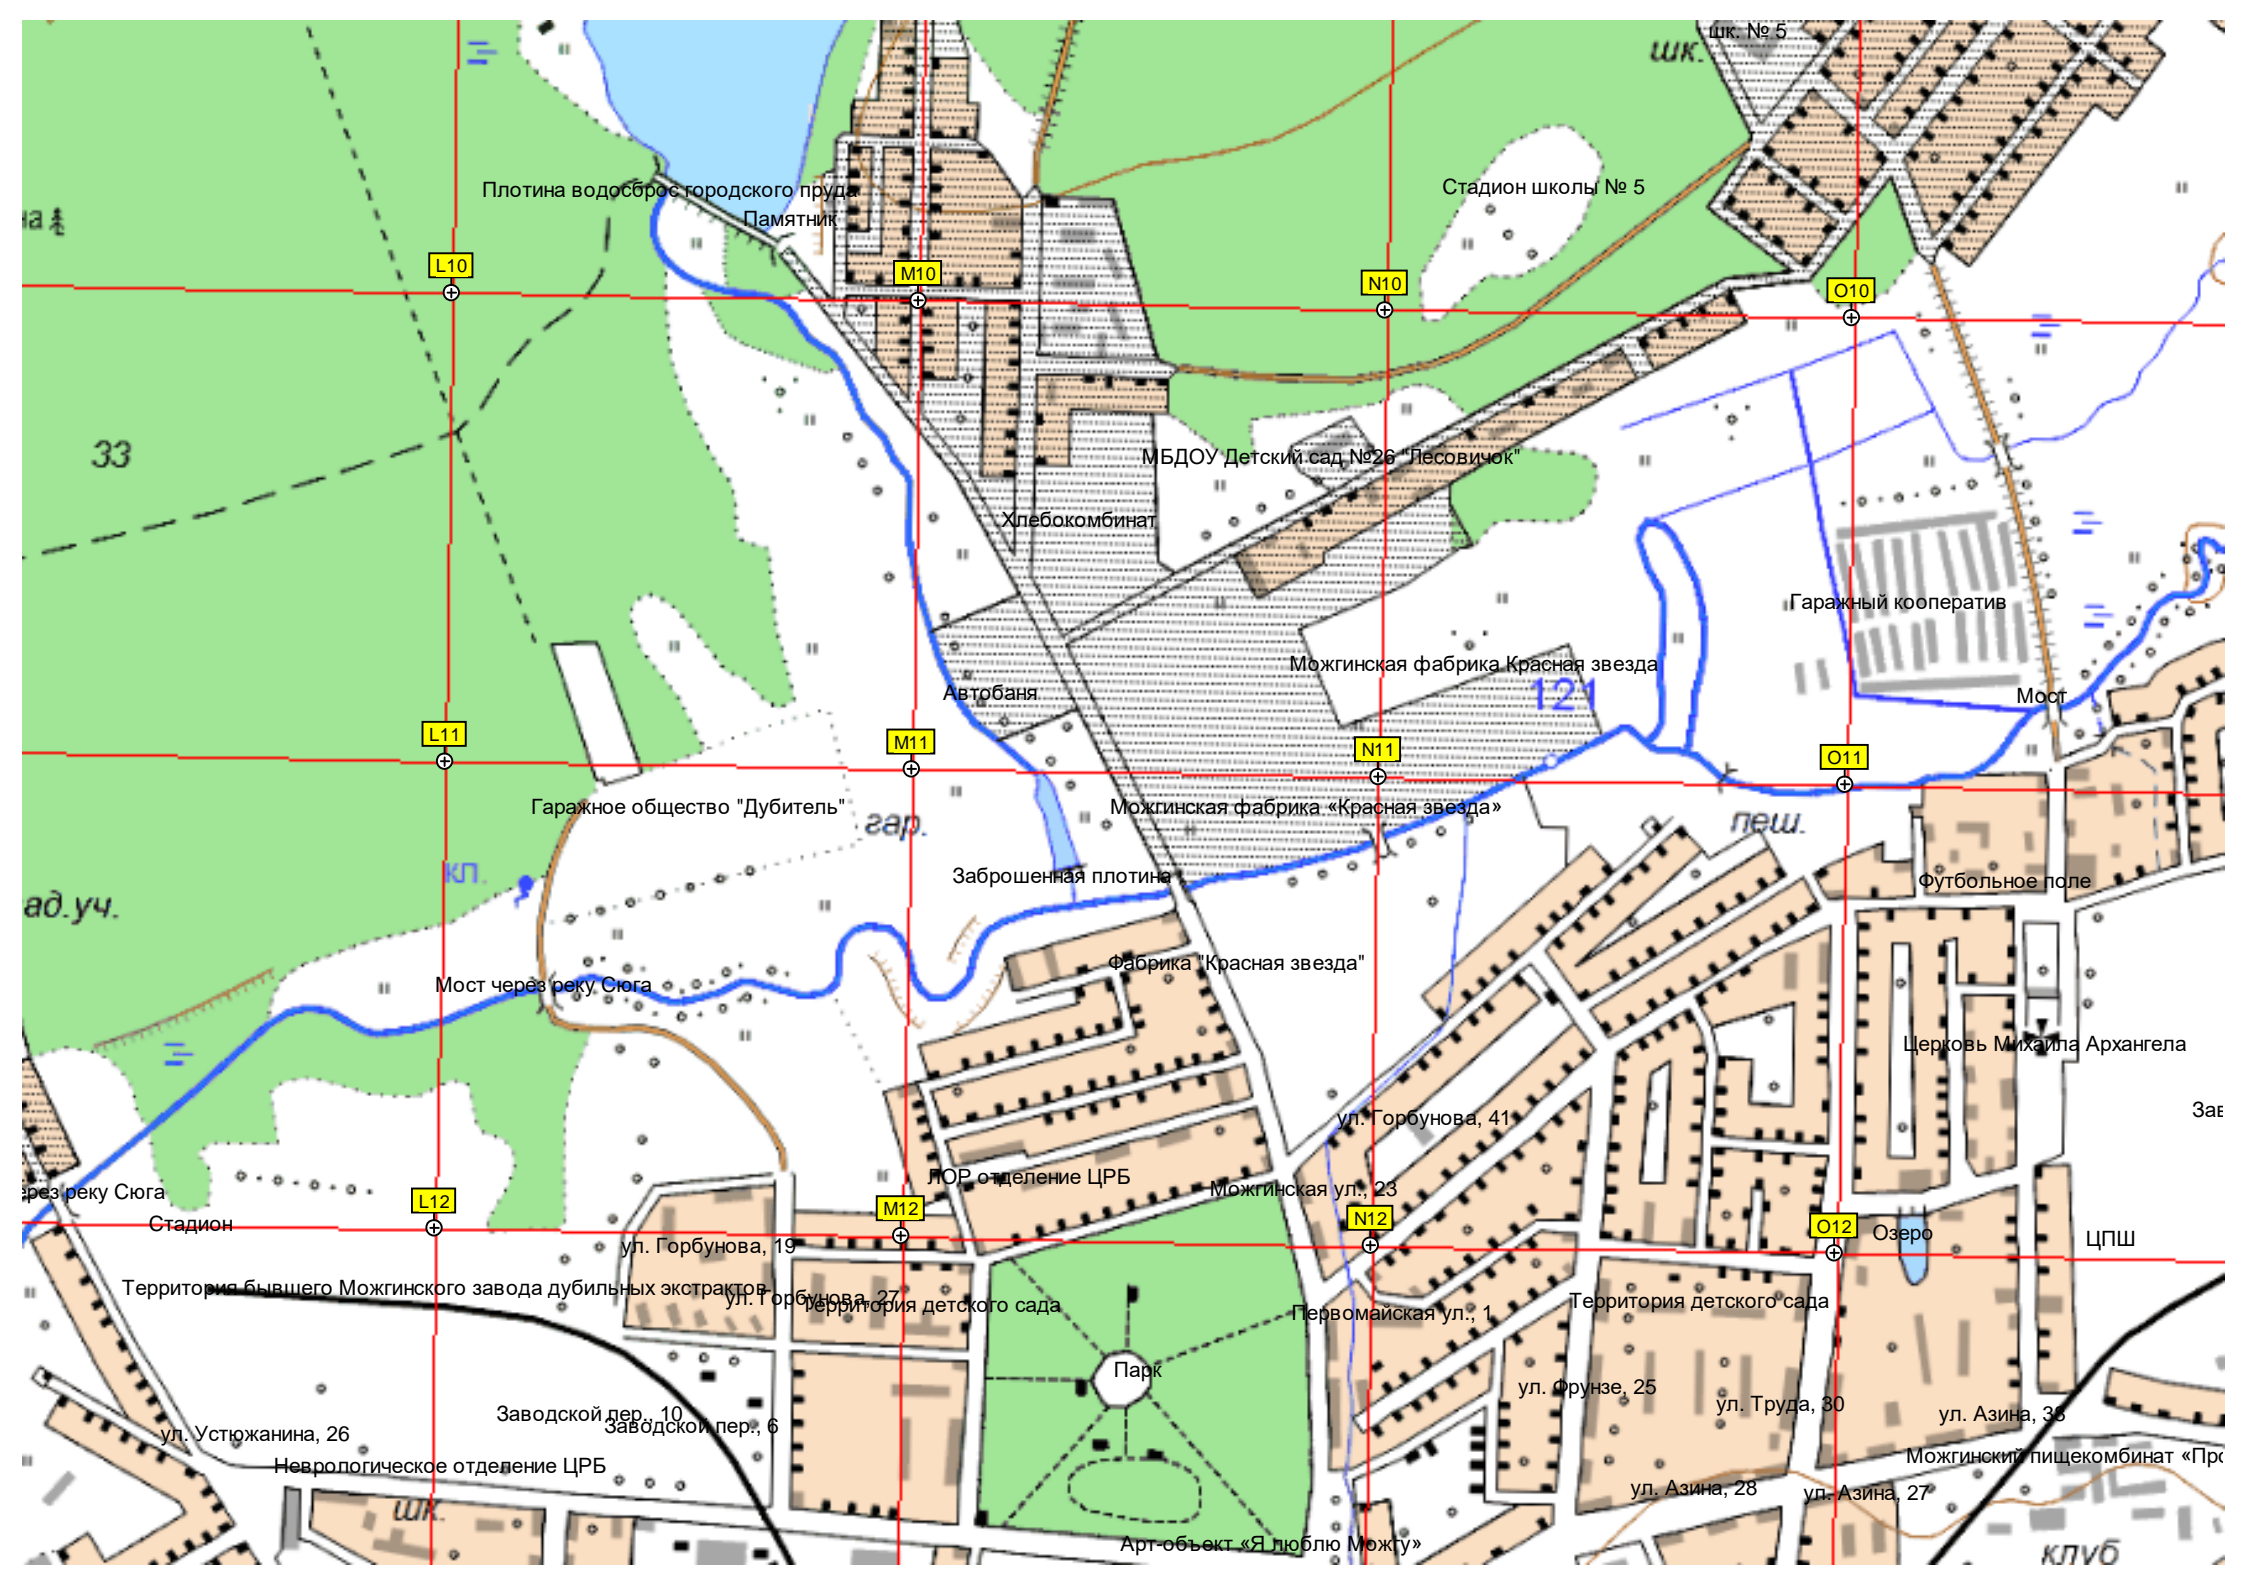 шк. № 5
шк.
Стадион школы № 5
Плотина водосброс городского пруда
Памятник
L10
M10
N10
O10
33
МБДОУ Детский сад №26 "Лесовичок"
Хлебокомбинат
Гаражный кооператив
Можгинская фабрика Красная звезда
121
Автобаня
Мост
L11
M11
N11
O11
Гаражное общество "Дубитель"
гар.
Можгинская фабрика «Красная звезда»
пеш.
кл.
Заброшенная плотина
Футбольное поле
ад.уч.
Фабрика "Красная звезда"
Мост через реку Сюга
Церковь Михаила Архангела
Зав
ул. Горбунова, 41
ЛОР отделение ЦРБ
Можгинская ул., 23
ерез реку Сюга
L12
M12
N12
O12
Стадион
Озеро
ЦПШ
ул. Горбунова, 19
Территория бывшего Можгинского завода дубильных экстрактов
ул. Горбунова, 27
Территория детского сада
Первомайская ул., 1
Территория детского сада
Парк
ул. Фрунзе, 25
ул. Труда, 30
ул. Азина, 38
Заводской пер., 10
Заводской пер., 6
ул. Устюжанина, 26
Неврологическое отделение ЦРБ
Можгинский пищекомбинат «Про
ул. Азина, 28
ул. Азина, 27
шк.
Арт-объект «Я люблю Можгу»
клуб